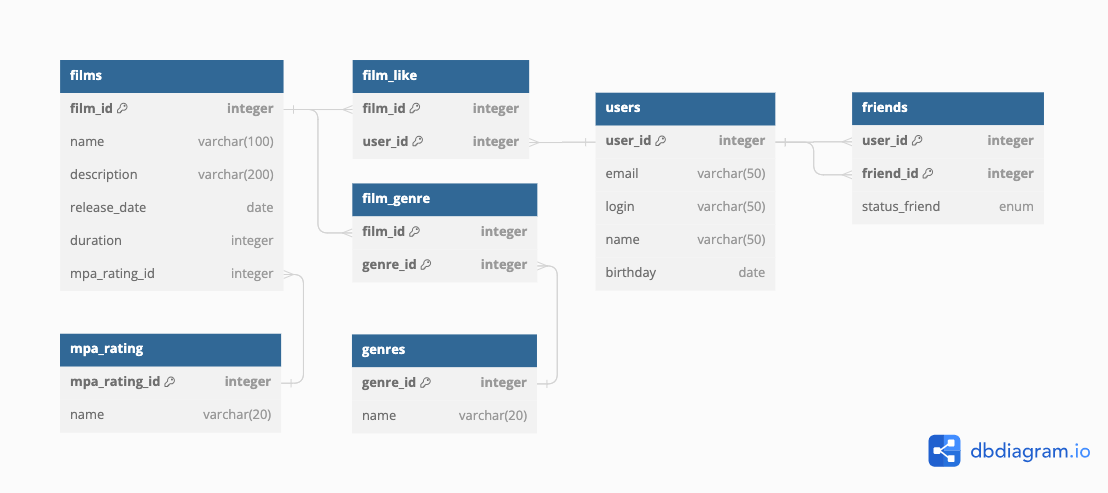 films
film_id integer
name varchar(100)
description varchar(200)
release_date date
duration integer
mpa_rating_id integer
mpa_rating
mpa_rating_id integer
name varchar(20)
film_like
film_id integer
user_id integer
film_genre
film_id integer
genre_id integer
genres
genre_id integer
name varchar(20)
users
user_id integer
email varchar(50)
login varchar(50)
name varchar(50)
birthday date
friends
user_id integer
friend_id integer
status_friend enum
dbdiagram.io